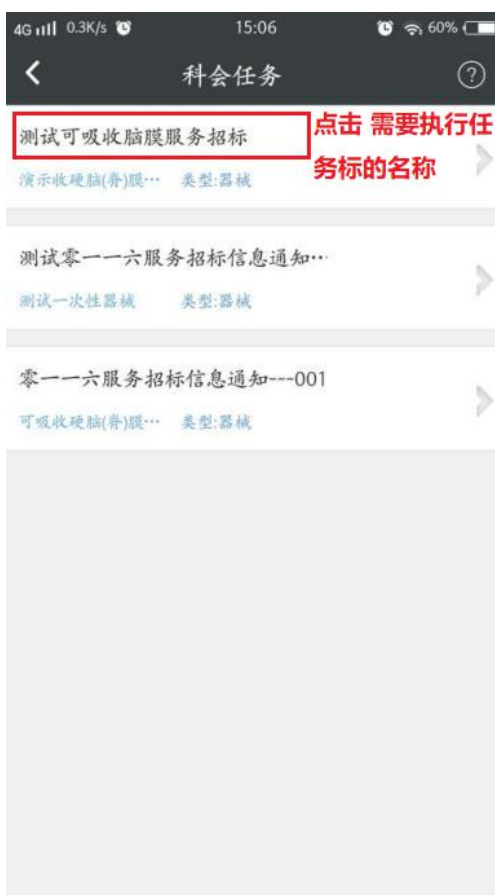 4G 0.3K/s 15:06 60%
科会任务 ?
测试可吸收脑膜服务招标
点击 需要执行任
务标的名称
演示收硬脑(脊)膜… 类型:器械
测试零一一六服务招标信息通知…
测试一次性器械 类型:器械
零一一六服务招标信息通知---001
可吸收硬脑(脊)膜… 类型:器械